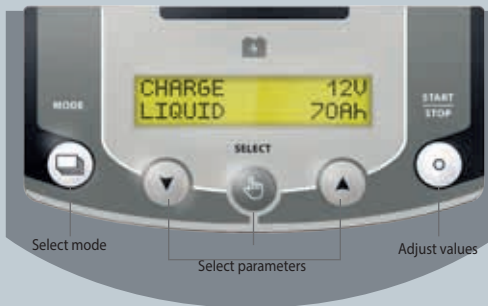 CHARGE 12V
LIQUID 70Ah
MODE
START
STOP
SELECT
Select mode
Select parameters
Adjust values